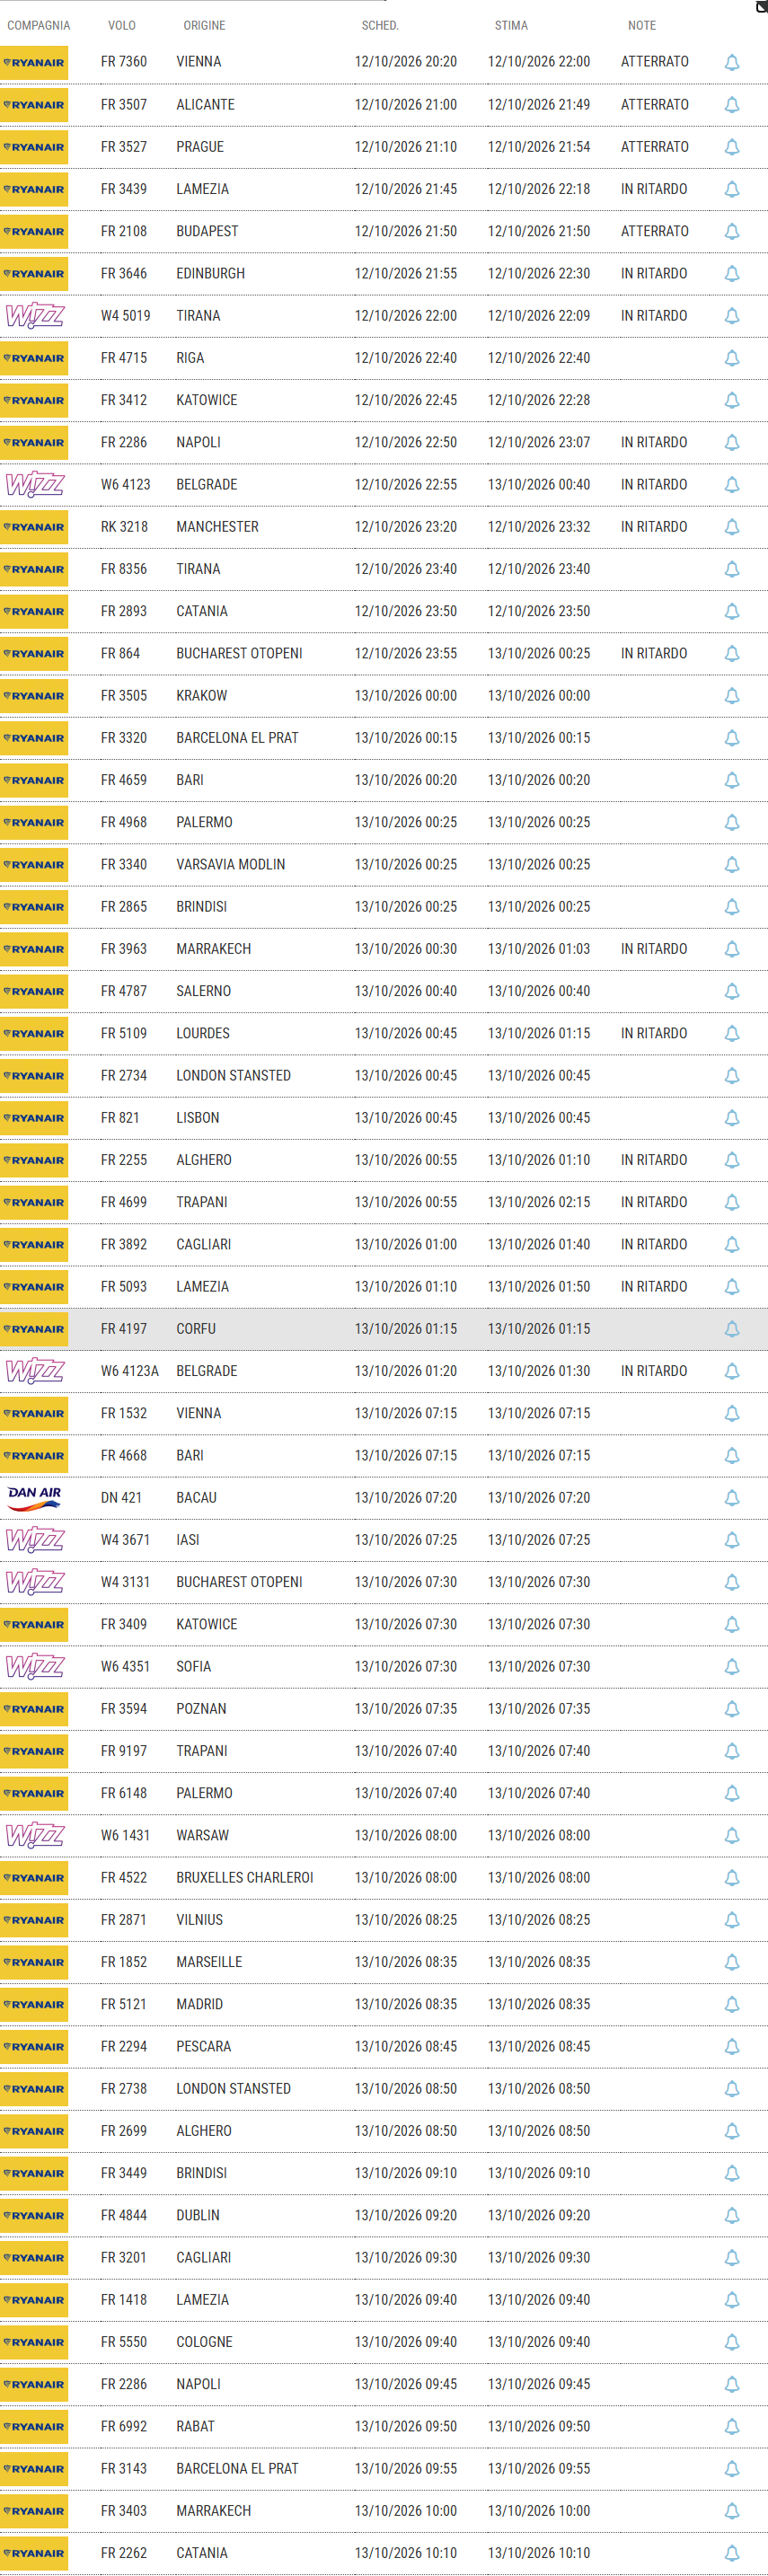 COMPAGNIA VOLO ORIGINE SCHED. STIMA NOTE
RYANAIR FR 7360 VIENNA 12/10/2026 20:20 12/10/2026 22:00 ATTERRATO
RYANAIR FR 3507 ALICANTE 12/10/2026 21:00 12/10/2026 21:49 ATTERRATO
RYANAIR FR 3527 PRAGUE 12/10/2026 21:10 12/10/2026 21:54 ATTERRATO
RYANAIR FR 3439 LAMEZIA 12/10/2026 21:45 12/10/2026 22:18 IN RITARDO
RYANAIR FR 2108 BUDAPEST 12/10/2026 21:50 12/10/2026 21:50 ATTERRATO
RYANAIR FR 3646 EDINBURGH 12/10/2026 21:55 12/10/2026 22:30 IN RITARDO
WIZZ W4 5019 TIRANA 12/10/2026 22:00 12/10/2026 22:09 IN RITARDO
RYANAIR FR 4715 RIGA 12/10/2026 22:40 12/10/2026 22:40
RYANAIR FR 3412 KATOWICE 12/10/2026 22:45 12/10/2026 22:28
RYANAIR FR 2286 NAPOLI 12/10/2026 22:50 12/10/2026 23:07 IN RITARDO
WIZZ W6 4123 BELGRADE 12/10/2026 22:55 13/10/2026 00:40 IN RITARDO
RYANAIR RK 3218 MANCHESTER 12/10/2026 23:20 12/10/2026 23:32 IN RITARDO
RYANAIR FR 8356 TIRANA 12/10/2026 23:40 12/10/2026 23:40
RYANAIR FR 2893 CATANIA 12/10/2026 23:50 12/10/2026 23:50
RYANAIR FR 864 BUCHAREST OTOPENI 12/10/2026 23:55 13/10/2026 00:25 IN RITARDO
RYANAIR FR 3505 KRAKOW 13/10/2026 00:00 13/10/2026 00:00
RYANAIR FR 3320 BARCELONA EL PRAT 13/10/2026 00:15 13/10/2026 00:15
RYANAIR FR 4659 BARI 13/10/2026 00:20 13/10/2026 00:20
RYANAIR FR 4968 PALERMO 13/10/2026 00:25 13/10/2026 00:25
RYANAIR FR 3340 VARSAVIA MODLIN 13/10/2026 00:25 13/10/2026 00:25
RYANAIR FR 2865 BRINDISI 13/10/2026 00:25 13/10/2026 00:25
RYANAIR FR 3963 MARRAKECH 13/10/2026 00:30 13/10/2026 01:03 IN RITARDO
RYANAIR FR 4787 SALERNO 13/10/2026 00:40 13/10/2026 00:40
RYANAIR FR 5109 LOURDES 13/10/2026 00:45 13/10/2026 01:15 IN RITARDO
RYANAIR FR 2734 LONDON STANSTED 13/10/2026 00:45 13/10/2026 00:45
RYANAIR FR 821 LISBON 13/10/2026 00:45 13/10/2026 00:45
RYANAIR FR 2255 ALGHERO 13/10/2026 00:55 13/10/2026 01:10 IN RITARDO
RYANAIR FR 4699 TRAPANI 13/10/2026 00:55 13/10/2026 02:15 IN RITARDO
RYANAIR FR 3892 CAGLIARI 13/10/2026 01:00 13/10/2026 01:40 IN RITARDO
RYANAIR FR 5093 LAMEZIA 13/10/2026 01:10 13/10/2026 01:50 IN RITARDO
RYANAIR FR 4197 CORFU 13/10/2026 01:15 13/10/2026 01:15
WIZZ W6 4123A BELGRADE 13/10/2026 01:20 13/10/2026 01:30 IN RITARDO
RYANAIR FR 1532 VIENNA 13/10/2026 07:15 13/10/2026 07:15
RYANAIR FR 4668 BARI 13/10/2026 07:15 13/10/2026 07:15
DAN AIR DN 421 BACAU 13/10/2026 07:20 13/10/2026 07:20
WIZZ W4 3671 IASI 13/10/2026 07:25 13/10/2026 07:25
WIZZ W4 3131 BUCHAREST OTOPENI 13/10/2026 07:30 13/10/2026 07:30
RYANAIR FR 3409 KATOWICE 13/10/2026 07:30 13/10/2026 07:30
WIZZ W6 4351 SOFIA 13/10/2026 07:30 13/10/2026 07:30
RYANAIR FR 3594 POZNAN 13/10/2026 07:35 13/10/2026 07:35
RYANAIR FR 9197 TRAPANI 13/10/2026 07:40 13/10/2026 07:40
RYANAIR FR 6148 PALERMO 13/10/2026 07:40 13/10/2026 07:40
WIZZ W6 1431 WARSAW 13/10/2026 08:00 13/10/2026 08:00
RYANAIR FR 4522 BRUXELLES CHARLEROI 13/10/2026 08:00 13/10/2026 08:00
RYANAIR FR 2871 VILNIUS 13/10/2026 08:25 13/10/2026 08:25
RYANAIR FR 1852 MARSEILLE 13/10/2026 08:35 13/10/2026 08:35
RYANAIR FR 5121 MADRID 13/10/2026 08:35 13/10/2026 08:35
RYANAIR FR 2294 PESCARA 13/10/2026 08:45 13/10/2026 08:45
RYANAIR FR 2738 LONDON STANSTED 13/10/2026 08:50 13/10/2026 08:50
RYANAIR FR 2699 ALGHERO 13/10/2026 08:50 13/10/2026 08:50
RYANAIR FR 3449 BRINDISI 13/10/2026 09:10 13/10/2026 09:10
RYANAIR FR 4844 DUBLIN 13/10/2026 09:20 13/10/2026 09:20
RYANAIR FR 3201 CAGLIARI 13/10/2026 09:30 13/10/2026 09:30
RYANAIR FR 1418 LAMEZIA 13/10/2026 09:40 13/10/2026 09:40
RYANAIR FR 5550 COLOGNE 13/10/2026 09:40 13/10/2026 09:40
RYANAIR FR 2286 NAPOLI 13/10/2026 09:45 13/10/2026 09:45
RYANAIR FR 6992 RABAT 13/10/2026 09:50 13/10/2026 09:50
RYANAIR FR 3143 BARCELONA EL PRAT 13/10/2026 09:55 13/10/2026 09:55
RYANAIR FR 3403 MARRAKECH 13/10/2026 10:00 13/10/2026 10:00
RYANAIR FR 2262 CATANIA 13/10/2026 10:10 13/10/2026 10:10